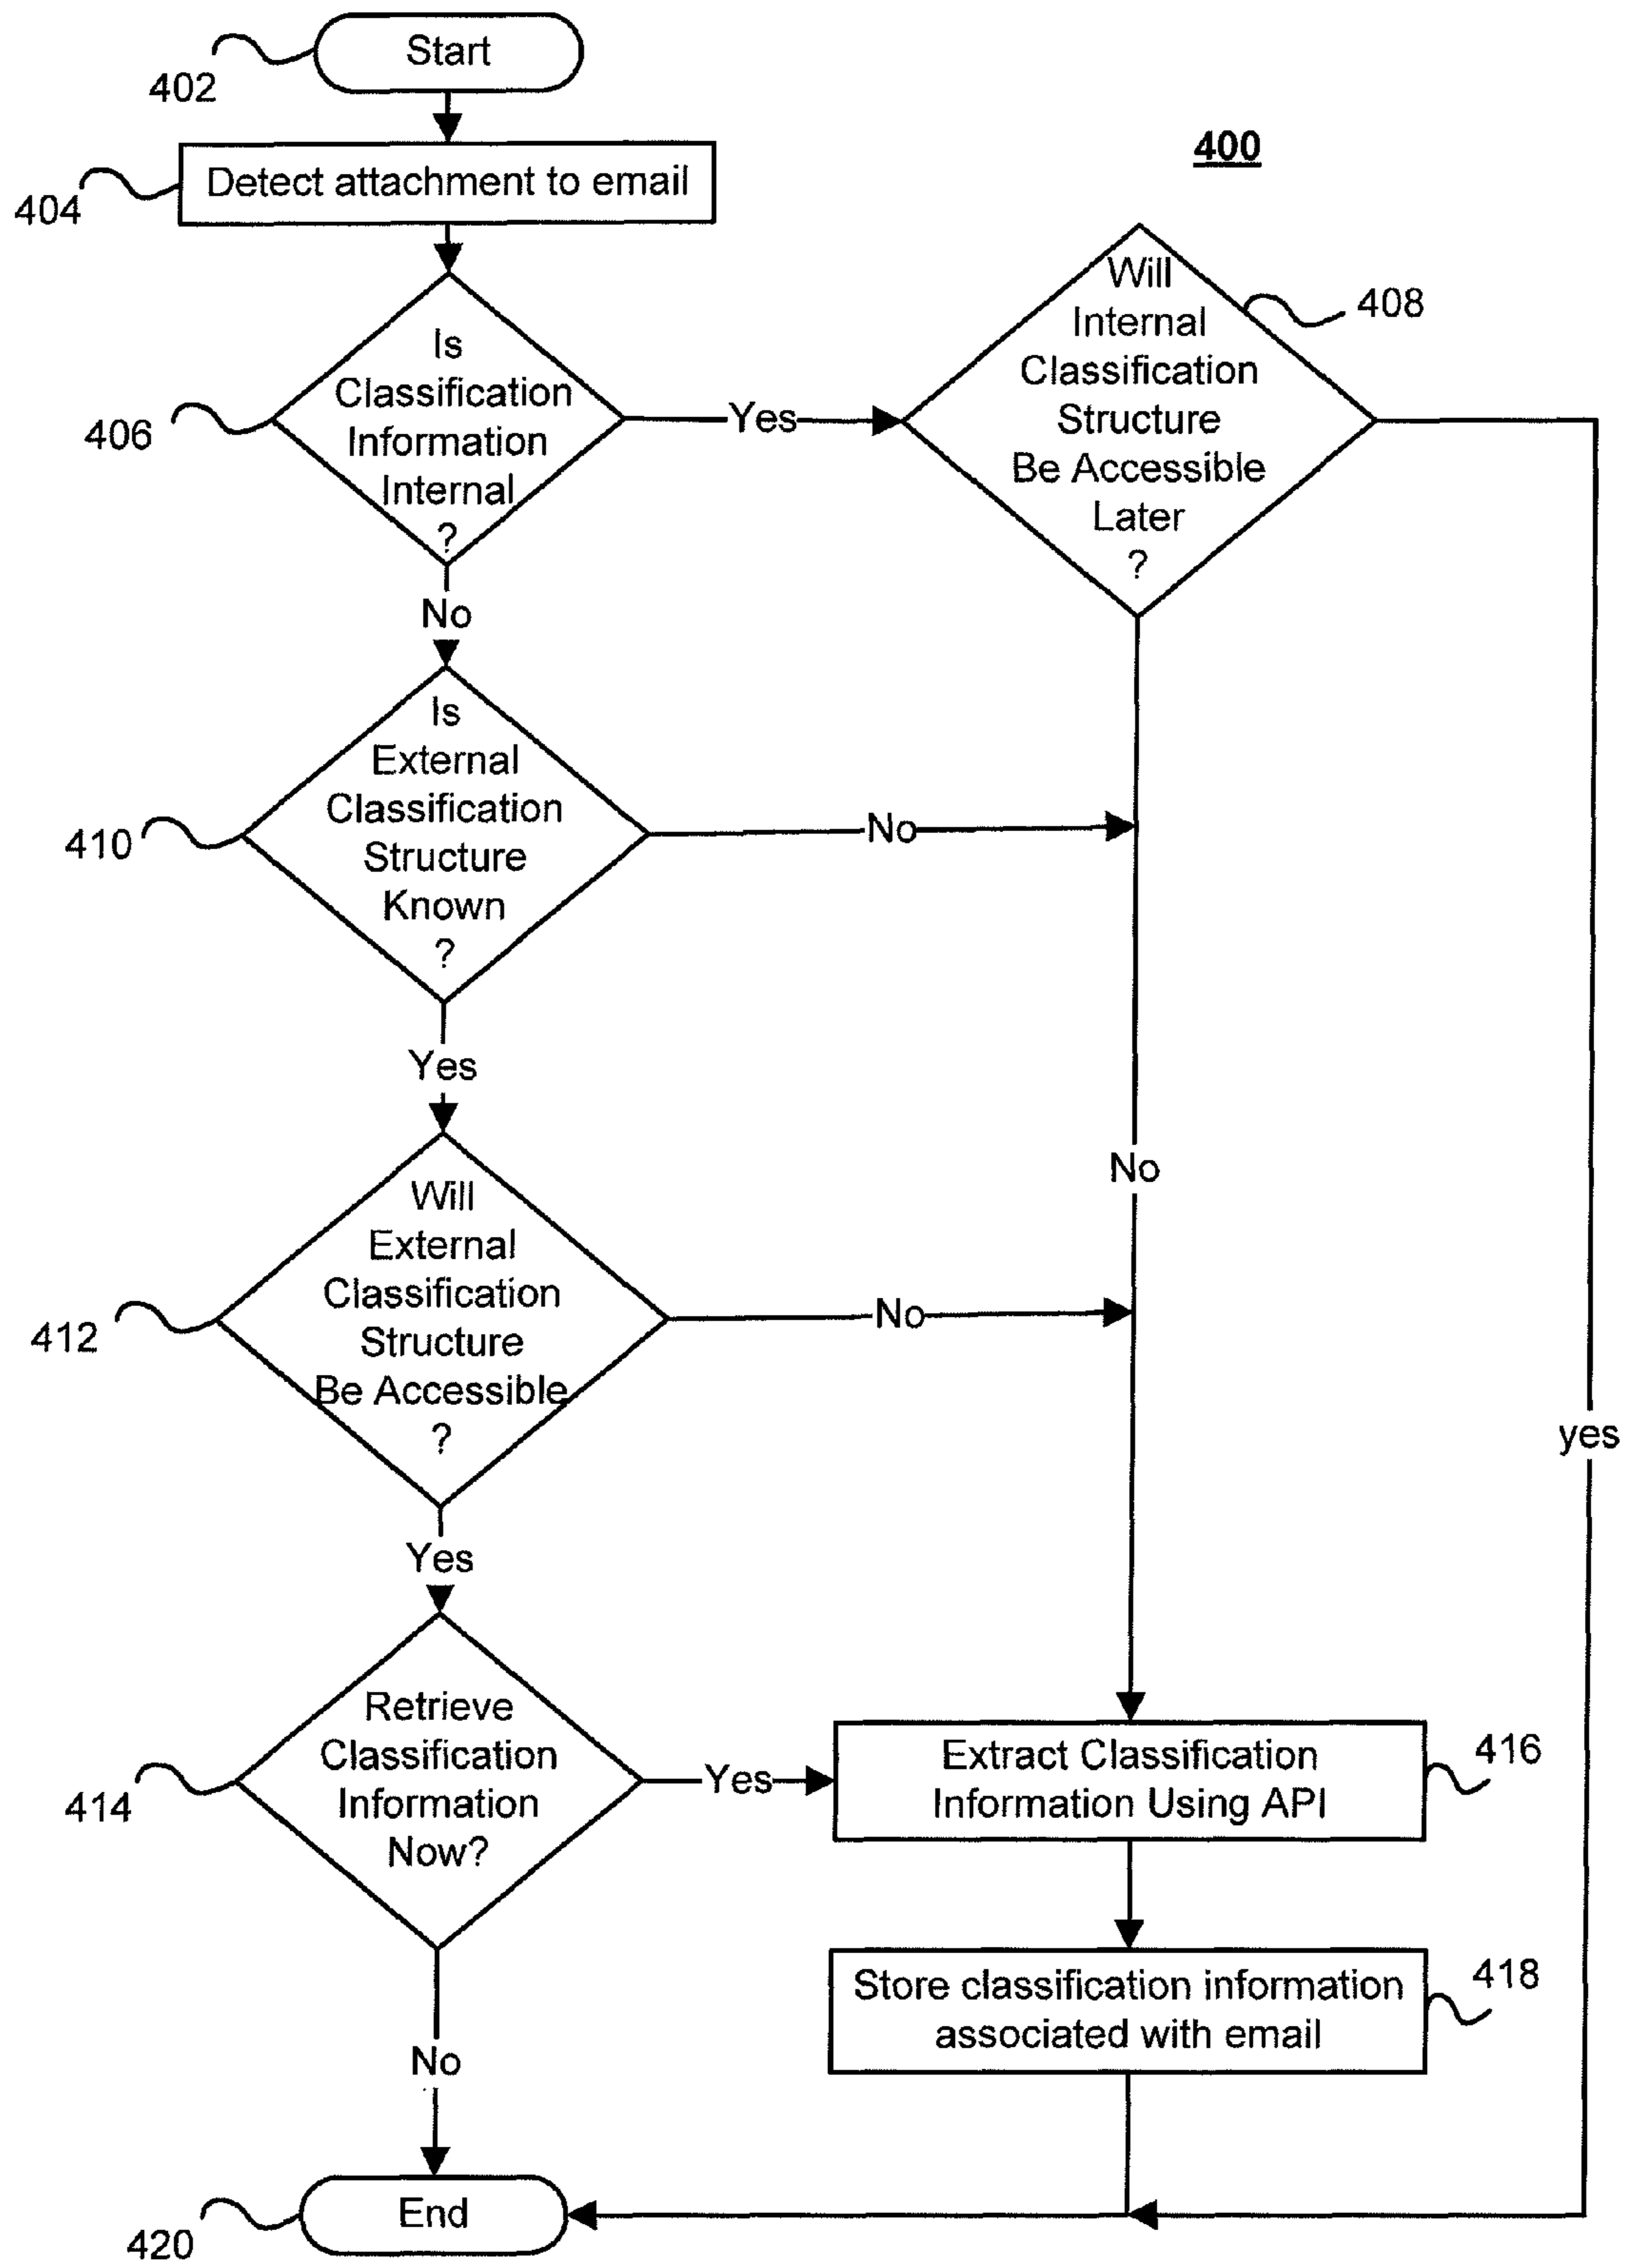 Start
402
400
Detect attachment to email
404
Is
Classification
Information
Internal
?
406
Yes
Will
Internal
Classification
Structure
Be Accessible
Later
?
408
No
Is
External
Classification
Structure
Known
?
410
No
Yes
No
Will
External
Classification
Structure
Be Accessible
?
412
No
yes
Yes
Retrieve
Classification
Information
Now?
414
Yes
Extract Classification
Information Using API
416
Store classification information
associated with email
418
No
End
420